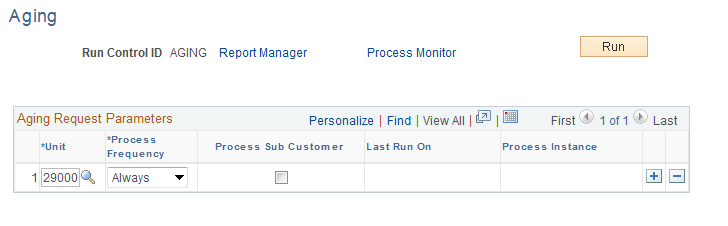 Aging
Run Control ID AGING Report Manager Process Monitor Run
Aging Request Parameters Personalize | Find | View All | | First 1 of 1 Last
*Unit *Process Frequency Process Sub Customer Last Run On Process Instance
1 29000 Always